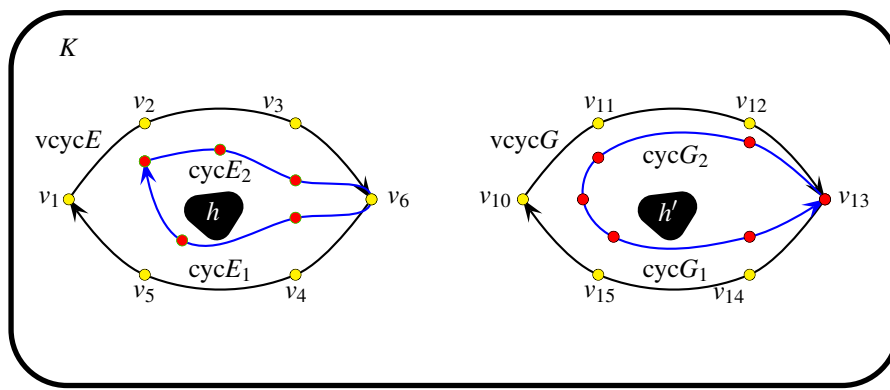 K
v2 v3 v11 v12
vcycE vcycG
cycE2 cycG2
v1 h v6 v10 h′ v13
cycE1 cycG1
v5 v4 v15 v14